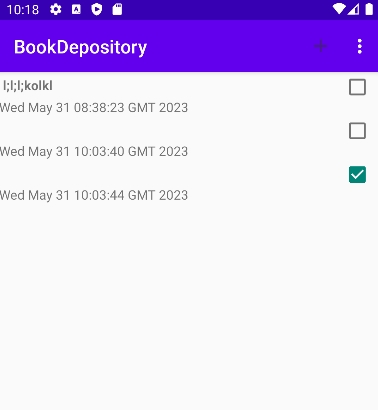 10:18
BookDepository
l;l;l;kolkl
Wed May 31 08:38:23 GMT 2023
Wed May 31 10:03:40 GMT 2023
Wed May 31 10:03:44 GMT 2023